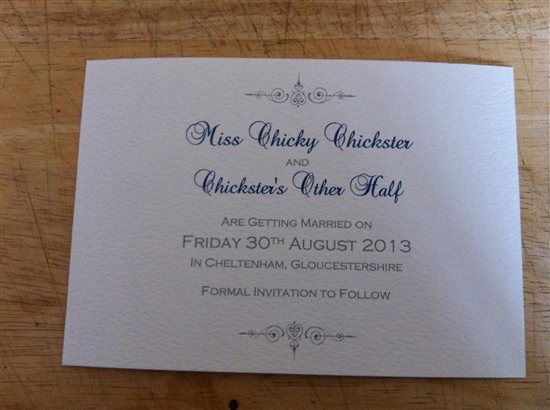 Miss Chicky Chickster
and
Chickster's Other Half
Are Getting Married on
Friday 30th August 2013
In Cheltenham, Gloucestershire
Formal Invitation to Follow